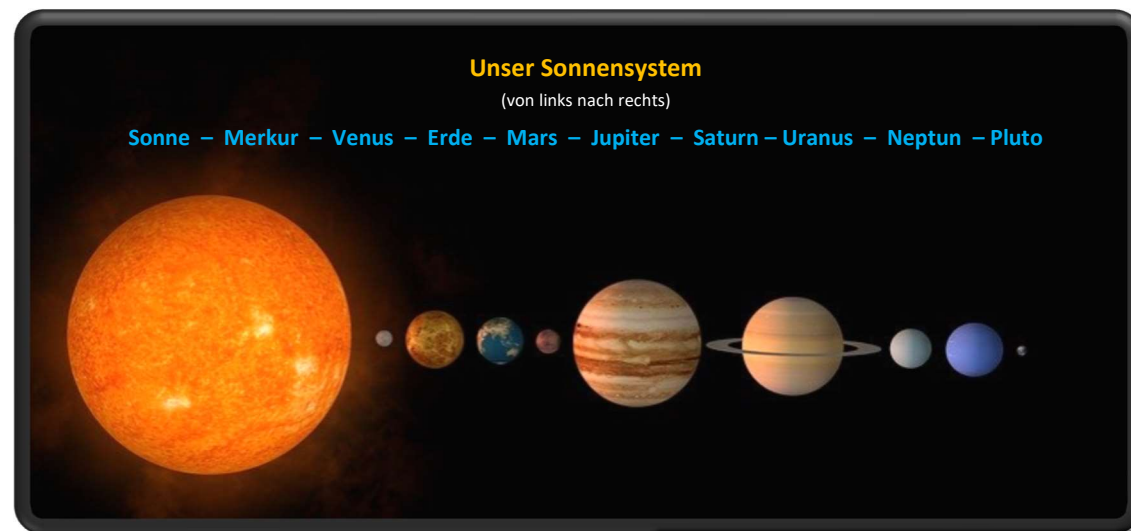 Unser Sonnensystem
(von links nach rechts)
Sonne – Merkur – Venus – Erde – Mars – Jupiter – Saturn – Uranus – Neptun – Pluto